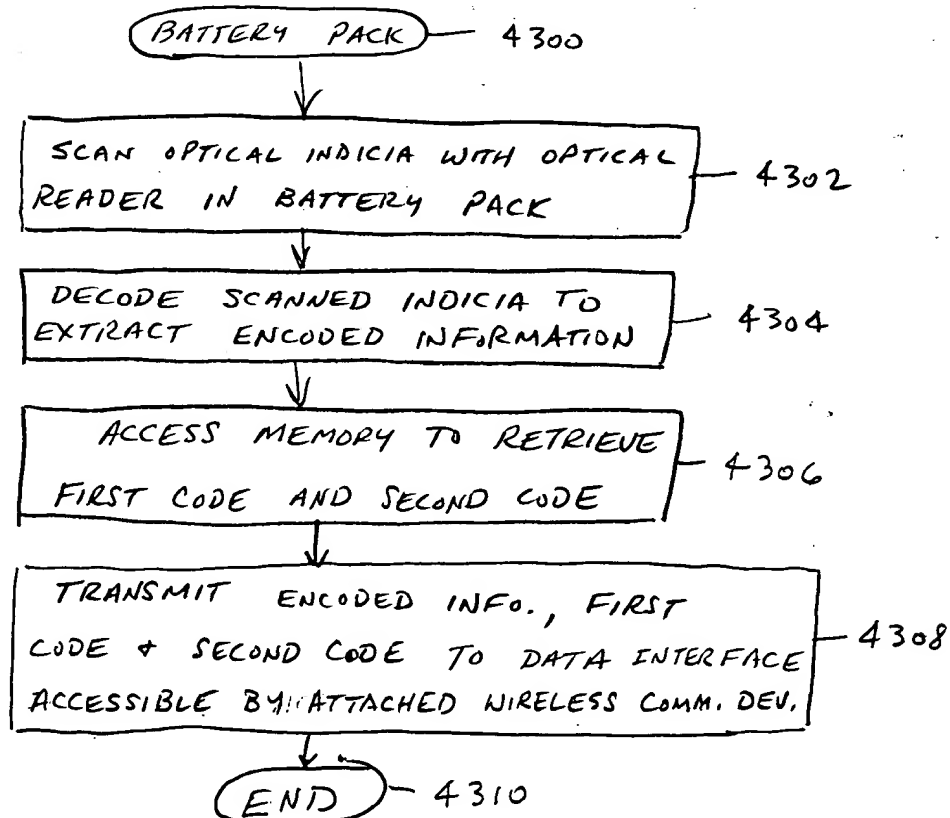 BATTERY PACK 4300
SCAN OPTICAL INDICIA WITH OPTICAL
READER IN BATTERY PACK
4302
DECODE SCANNED INDICIA TO
EXTRACT ENCODED INFORMATION
4304
ACCESS MEMORY TO RETRIEVE
FIRST CODE AND SECOND CODE
4306
TRANSMIT ENCODED INFO., FIRST
CODE & SECOND CODE TO DATA INTERFACE
ACCESSIBLE BY ATTACHED WIRELESS COMM. DEV.
4308
END 4310